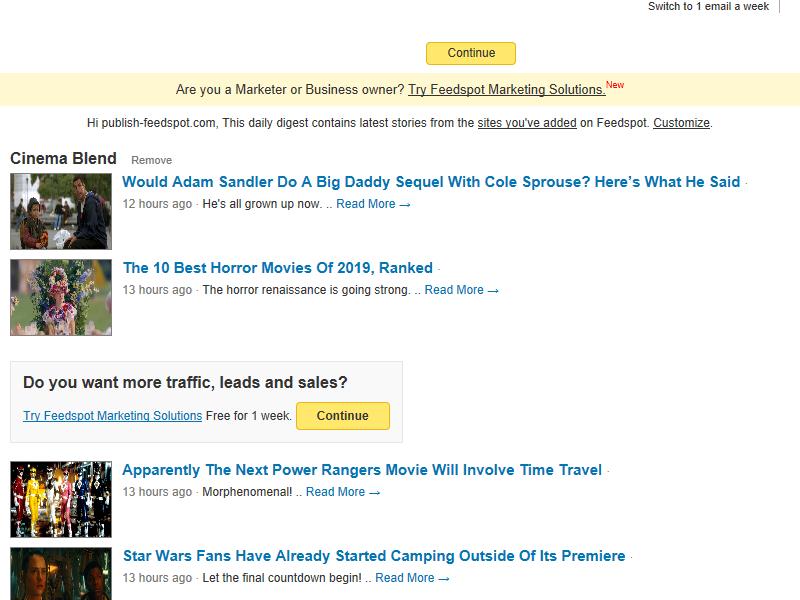 Switch to 1 email a week
Continue
Are you a Marketer or Business owner? Try Feedspot Marketing Solutions.New
Hi publish-feedspot.com, This daily digest contains latest stories from the sites you've added on Feedspot. Customize.
Cinema Blend Remove
Would Adam Sandler Do A Big Daddy Sequel With Cole Sprouse? Here’s What He Said ·
12 hours ago · He's all grown up now. .. Read More →
The 10 Best Horror Movies Of 2019, Ranked ·
13 hours ago · The horror renaissance is going strong. .. Read More →
Do you want more traffic, leads and sales?
Try Feedspot Marketing Solutions Free for 1 week. Continue
Apparently The Next Power Rangers Movie Will Involve Time Travel ·
13 hours ago · Morphenomenal! .. Read More →
Star Wars Fans Have Already Started Camping Outside Of Its Premiere ·
13 hours ago · Let the final countdown begin! .. Read More →